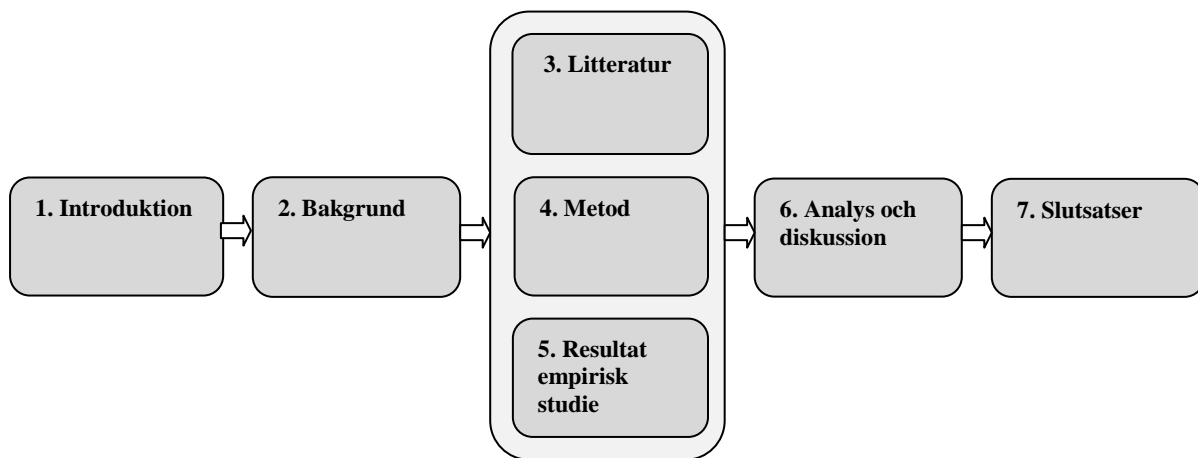 1. Introduktion
2. Bakgrund
3. Litteratur
4. Metod
5. Resultat
empirisk
studie
6. Analys och
diskussion
7. Slutsatser